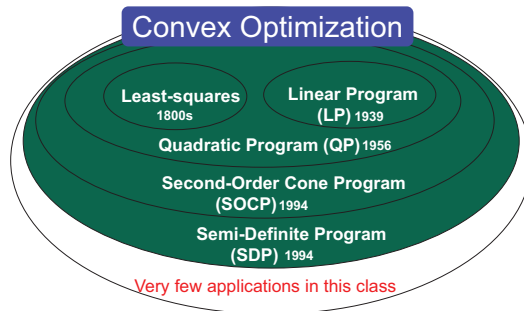 Convex Optimization
Least-squares
1800s
Linear Program
(LP) 1939
Quadratic Program (QP) 1956
Second-Order Cone Program
(SOCP) 1994
Semi-Definite Program
(SDP) 1994
Very few applications in this class